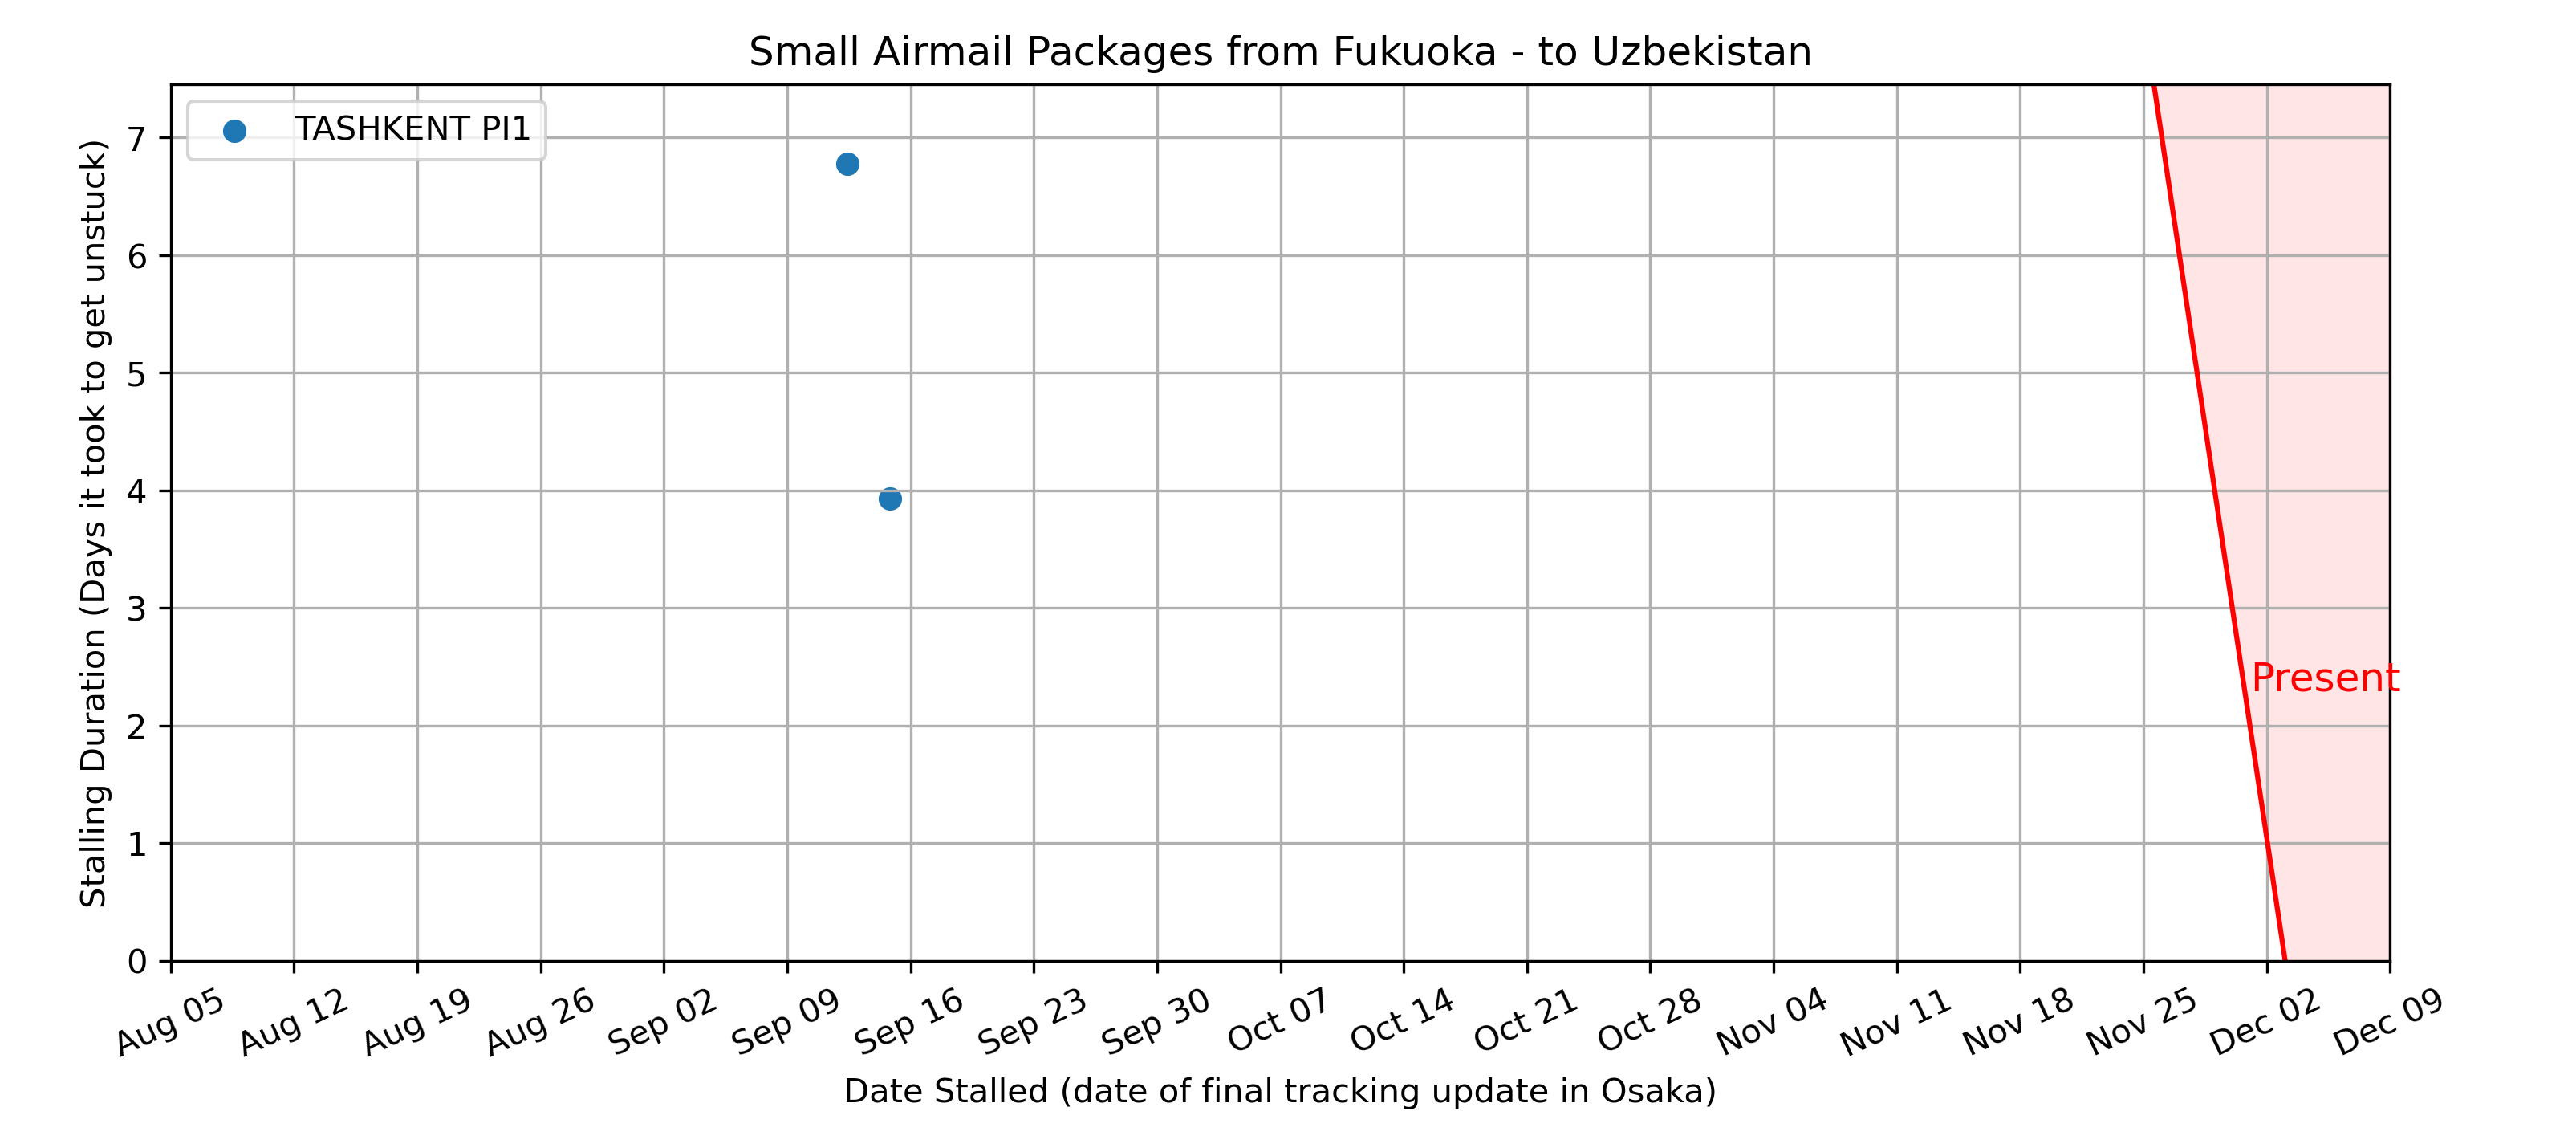 Small Airmail Packages from Fukuoka - to Uzbekistan
TASHKENT PI1
Stalling Duration (Days it took to get unstuck)
7
6
5
4
3
2
1
0
Present
Aug 05
Aug 12
Aug 19
Aug 26
Sep 02
Sep 09
Sep 16
Sep 23
Sep 30
Oct 07
Oct 14
Oct 21
Oct 28
Nov 04
Nov 11
Nov 18
Nov 25
Dec 02
Dec 09
Date Stalled (date of final tracking update in Osaka)